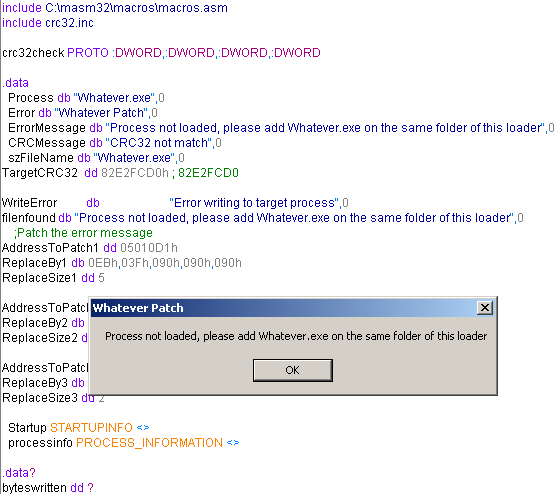 include C:\masm32\macros\macros.asm
include crc32.inc
crc32check PROTO :DWORD,:DWORD,:DWORD,:DWORD
.data
Process db "Whatever.exe",0
Error db "Whatever Patch",0
ErrorMessage db "Process not loaded, please add Whatever.exe on the same folder of this loader",0
CRCMessage db "CRC32 not match",0
szFileName db "Whatever.exe",0
TargetCRC32 dd 82E2FCD0h ; 82E2FCD0
WriteError db "Error writing to target process",0
filenfound db "Process not loaded, please add Whatever.exe on the same folder of this loader",0
;Patch the error message
AddressToPatch1 dd 05010D1h
ReplaceBy1 db 0EBh,03Fh,090h,090h,090h
ReplaceSize1 dd 5
AddressToPatch
ReplaceBy2 db
ReplaceSize2
AddressToPatch
ReplaceBy3 db
ReplaceSize3 dd 2
Whatever Patch
Process not loaded, please add Whatever.exe on the same folder of this loader
OK
Startup STARTUPINFO <>
processinfo PROCESS_INFORMATION <>
.data?
byteswritten dd ?